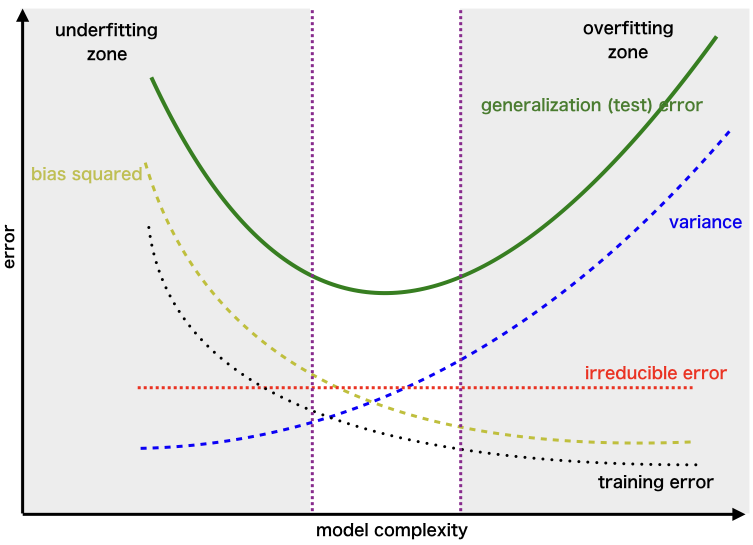 underfitting
zone
overfitting
zone
generalization (test) error
bias squared
variance
error
irreducible error
training error
model complexity